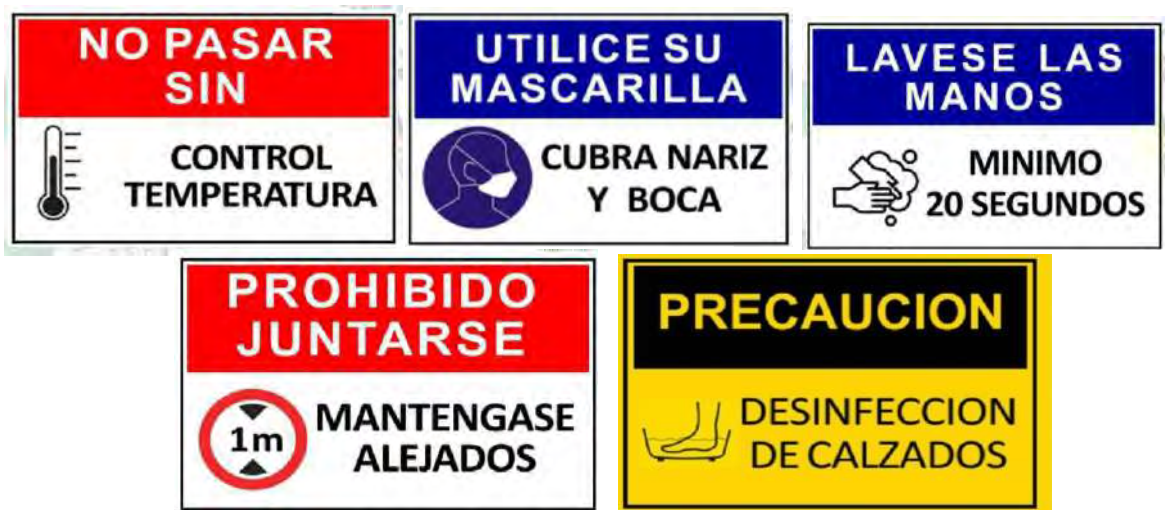 NO PASAR
SIN
CONTROL
TEMPERATURA
UTILICE SU
MASCARILLA
CUBRA NARIZ
Y BOCA
LAVESE LAS
MANOS
MINIMO
20 SEGUNDOS
PROHIBIDO
JUNTARSE
1m
MANTENGASE
ALEJADOS
PRECAUCION
DESINFECCION
DE CALZADOS